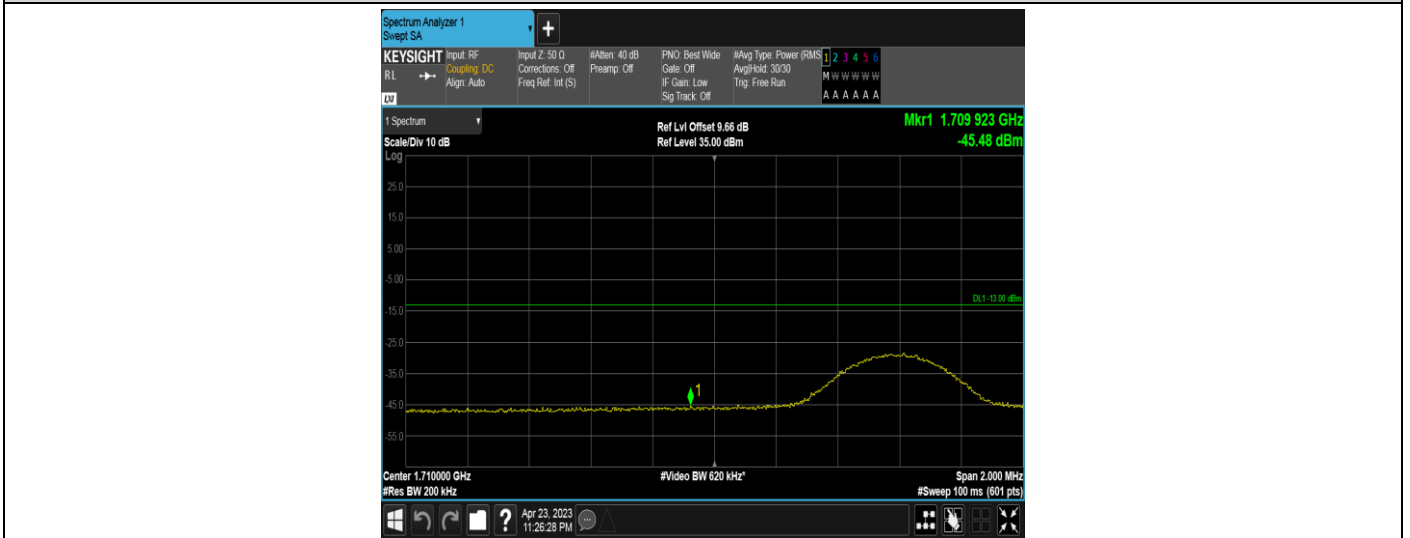 Spectrum Analyzer 1
Swept SA
+
KEYSIGHT Input: RF Input Z: 50 Ω #Atten: 40 dB PNO: Best Wide #Avg Type: Power (RMS 1 2 3 4 5 6
RL Coupling: DC Corrections: Off Preamp: Off Gate: Off Avg|Hold: 30/30 M W W W W W
Align: Auto Freq Ref: Int (S) IF Gain: Low Trig: Free Run
LXI Sig Track: Off A A A A A A
1 Spectrum Ref Lvl Offset 9.66 dB Mkr1 1.709 923 GHz
Scale/Div 10 dB Ref Level 35.00 dBm -45.48 dBm
Log
25.0
15.0
5.00
-5.00
DL1 -13.00 dBm
-15.0
-25.0
-35.0
1
-45.0
-55.0
Center 1.710000 GHz #Video BW 620 kHz* Span 2.000 MHz
#Res BW 200 kHz #Sweep 100 ms (601 pts)
? Apr 23, 2023
11:26:28 PM